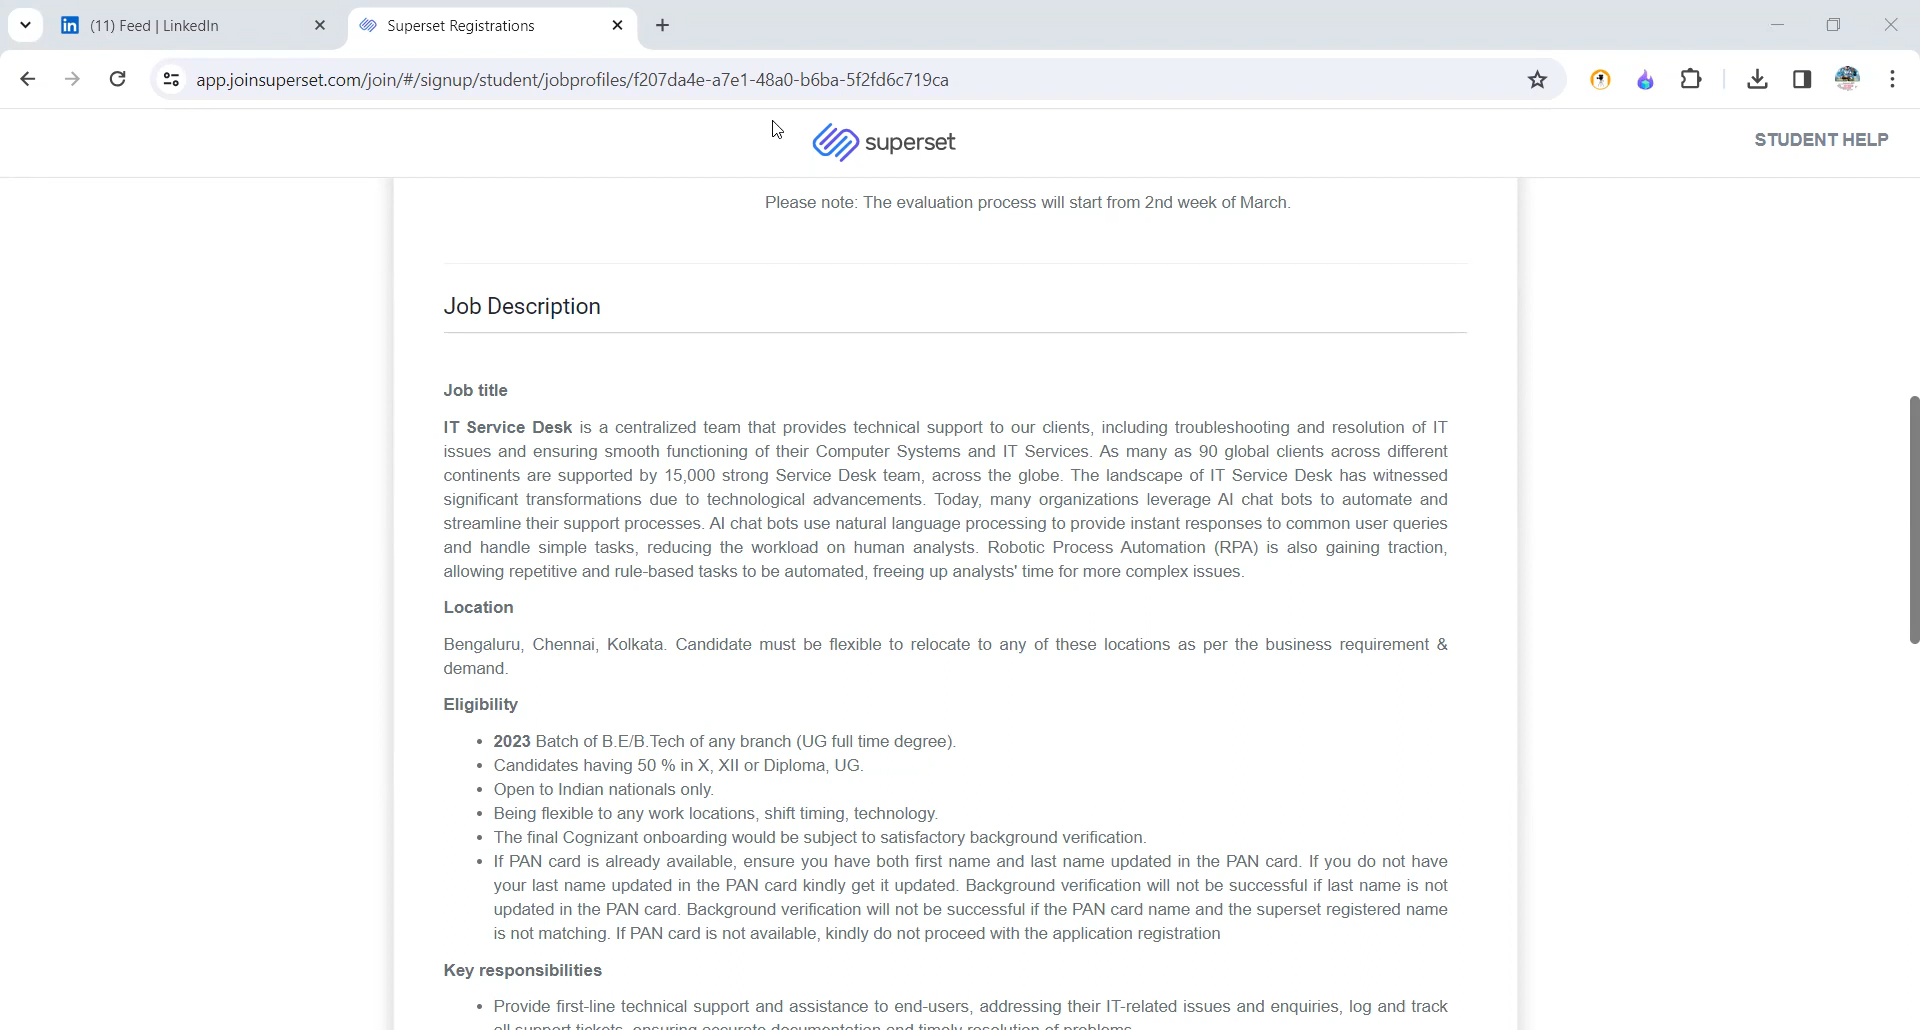 in (11) Feed | LinkedIn
Superset Registrations
app.joinsuperset.com/join/#/signup/student/jobprofiles/f207da4e-a7e1-48a0-b6ba-5f2fd6c719ca
superset
STUDENT HELP
Please note: The evaluation process will start from 2nd week of March.
Job Description
Job title
IT Service Desk is a centralized team that provides technical support to our clients, including troubleshooting and resolution of IT
issues and ensuring smooth functioning of their Computer Systems and IT Services. As many as 90 global clients across different
continents are supported by 15,000 strong Service Desk team, across the globe. The landscape of IT Service Desk has witnessed
significant transformations due to technological advancements. Today, many organizations leverage AI chat bots to automate and
streamline their support processes. AI chat bots use natural language processing to provide instant responses to common user queries
and handle simple tasks, reducing the workload on human analysts. Robotic Process Automation (RPA) is also gaining traction,
allowing repetitive and rule-based tasks to be automated, freeing up analysts' time for more complex issues.
Location
Bengaluru, Chennai, Kolkata. Candidate must be flexible to relocate to any of these locations as per the business requirement &
demand.
Eligibility
• 2023 Batch of B.E/B.Tech of any branch (UG full time degree).
• Candidates having 50 % in X, XII or Diploma, UG.
• Open to Indian nationals only.
• Being flexible to any work locations, shift timing, technology.
• The final Cognizant onboarding would be subject to satisfactory background verification.
• If PAN card is already available, ensure you have both first name and last name updated in the PAN card. If you do not have
your last name updated in the PAN card kindly get it updated. Background verification will not be successful if last name is not
updated in the PAN card. Background verification will not be successful if the PAN card name and the superset registered name
is not matching. If PAN card is not available, kindly do not proceed with the application registration
Key responsibilities
• Provide first-line technical support and assistance to end-users, addressing their IT-related issues and enquiries, log and track
all support tickets, ensuring accurate documentation and timely resolution of problems.